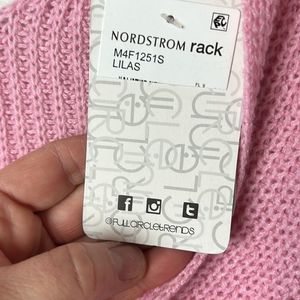 NORDSTROM rack
M4F1251S
LILAS
@FULLCIRCLETRENDS